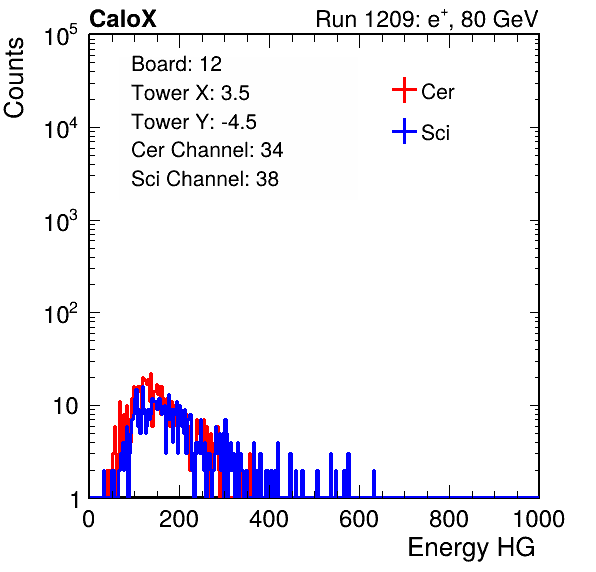 CaloX Run 1209: e⁺, 80 GeV
Counts
Board: 12
Tower X: 3.5
Tower Y: -4.5
Cer Channel: 34
Sci Channel: 38
Cer
Sci
10⁵
10⁴
10³
10²
10
1
0 200 400 600 800 1000
Energy HG